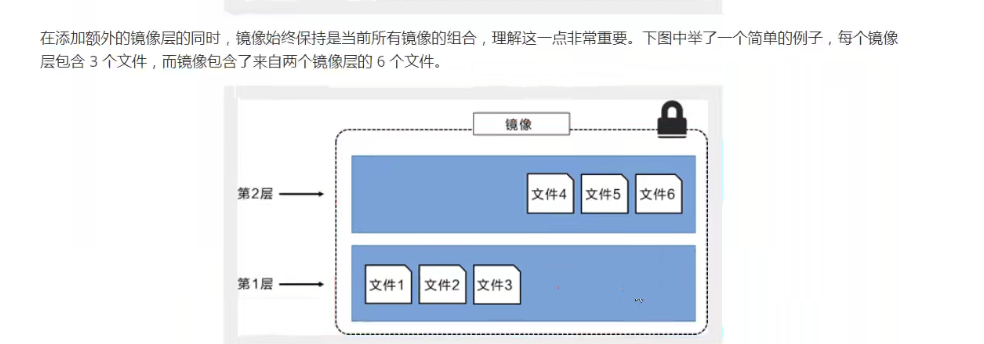 在添加额外的镜像层的同时，镜像始终保持是当前所有镜像的组合，理解这一点非常重要。下图中举了一个简单的例子，每个镜像
层包含 3 个文件，而镜像包含了来自两个镜像层的 6 个文件。
镜像
第2层
文件4 文件5 文件6
第1层
文件1 文件2 文件3